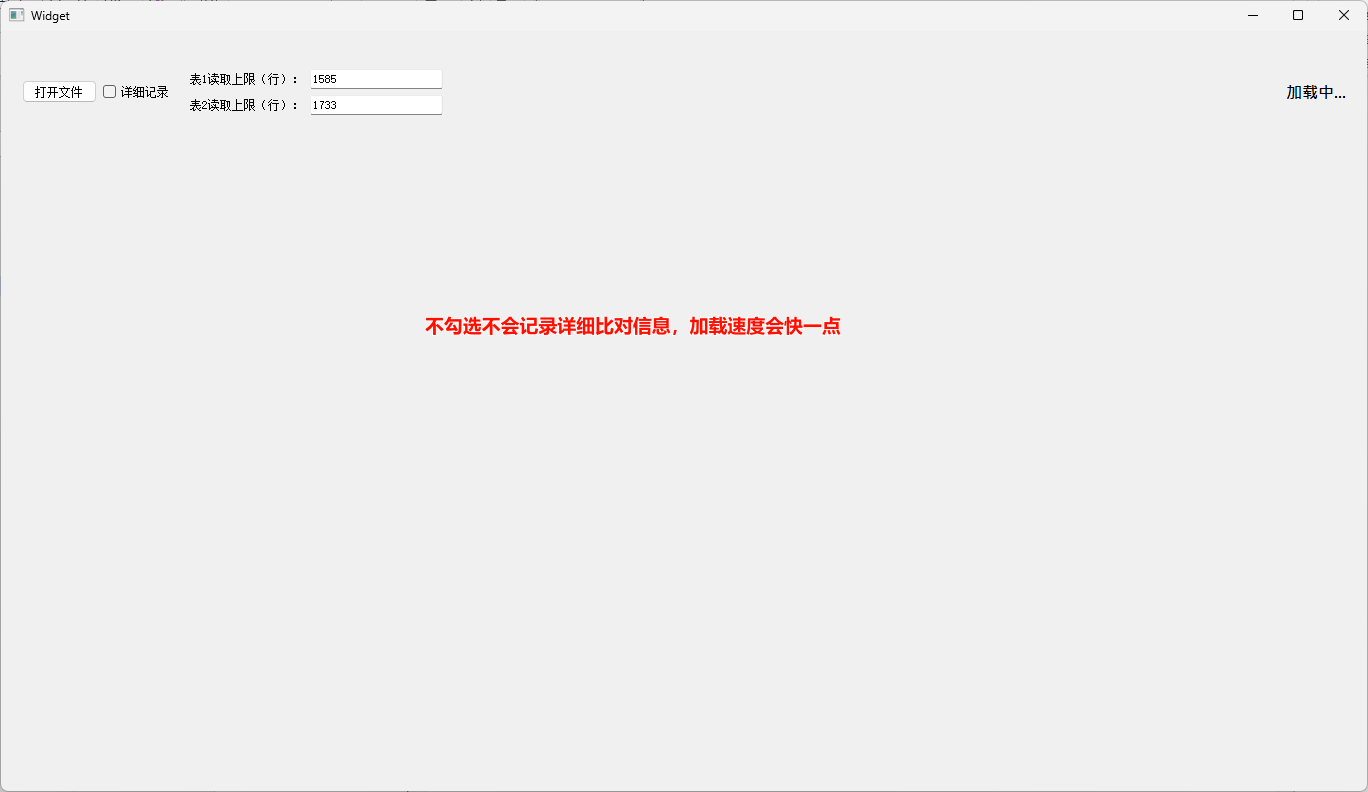 Widget
打开文件
详细记录
表1读取上限（行）：
1585
表2读取上限（行）：
1733
加载中...
不勾选不会记录详细比对信息，加载速度会快一点